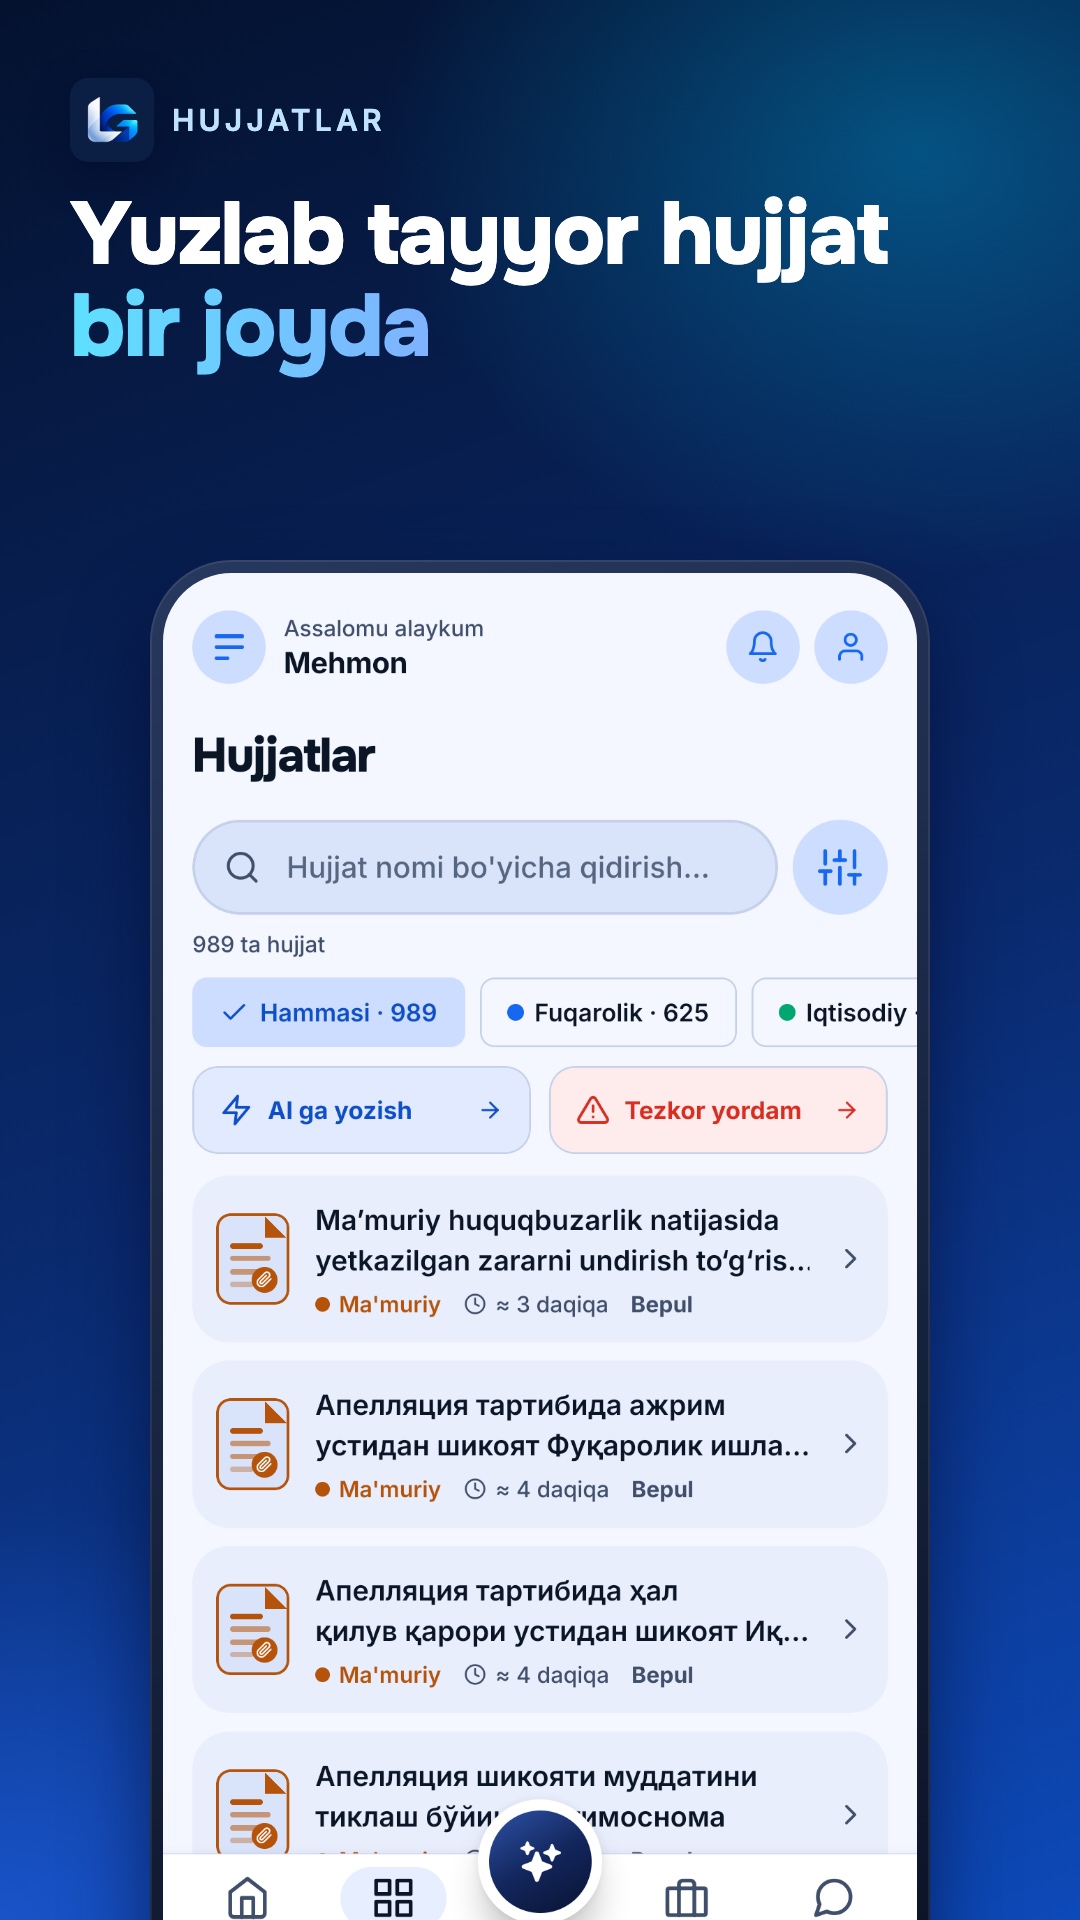 HUJJATLAR
Yuzlab tayyor hujjat
bir joyda
Assalomu alaykum
Mehmon
Hujjatlar
Hujjat nomi bo'yicha qidirish...
989 ta hujjat
Hammasi · 989
Fuqarolik · 625
Iqtisodiy ·
AI ga yozish
Tezkor yordam
Ma’muriy huquqbuzarlik natijasida
yetkazilgan zararni undirish to‘g‘ris...
Ma'muriy ≈ 3 daqiqa Bepul
Апелляция тартибида ажрим
устидан шикоят Фуқаролик ишла...
Ma'muriy ≈ 4 daqiqa Bepul
Апелляция тартибида ҳал
қилув қарори устидан шикоят Иқ...
Ma'muriy ≈ 4 daqiqa Bepul
Апелляция шикояти муддатини
тиклаш